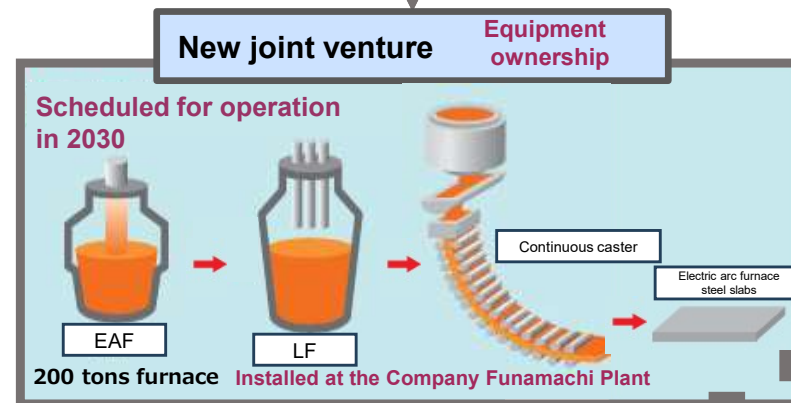 New joint venture
Equipment
ownership
Scheduled for operation
in 2030
Continuous caster
Electric arc furnace
steel slabs
EAF
LF
200 tons furnace
Installed at the Company Funamachi Plant